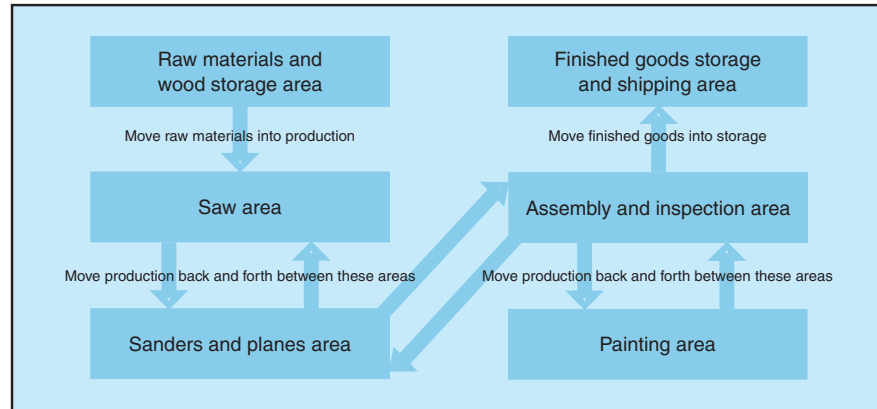 Raw materials and
wood storage area
Move raw materials into production
Saw area
Move production back and forth between these areas
Sanders and planes area
Finished goods storage
and shipping area
Move finished goods into storage
Assembly and inspection area
Move production back and forth between these areas
Painting area